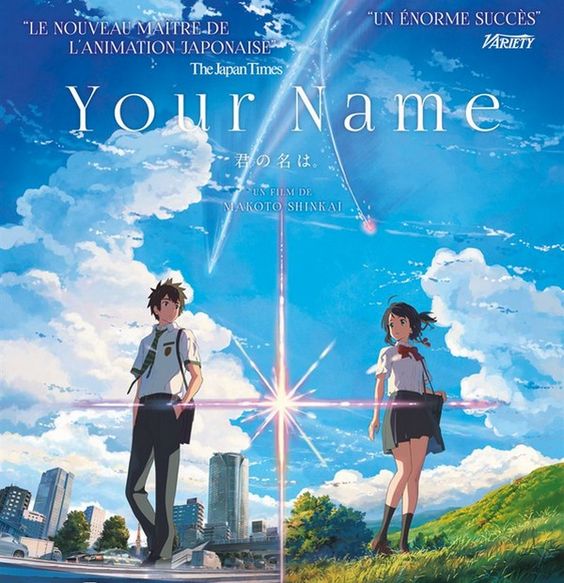 "LE NOUVEAU MAÎTRE DE
L'ANIMATION JAPONAISE"
The Japan Times
"UN ÉNORME SUCCÈS"
VARIETY
Your Name
君の名は。
UN FILM DE
MAKOTO SHINKAI